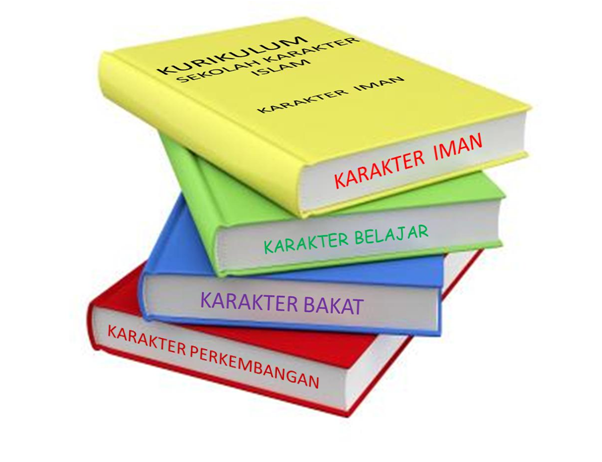 KURIKULUM
SEKOLAH KARAKTER
ISLAM
KARAKTER IMAN
KARAKTER IMAN
KARAKTER BELAJAR
KARAKTER BAKAT
KARAKTER PERKEMBANGAN